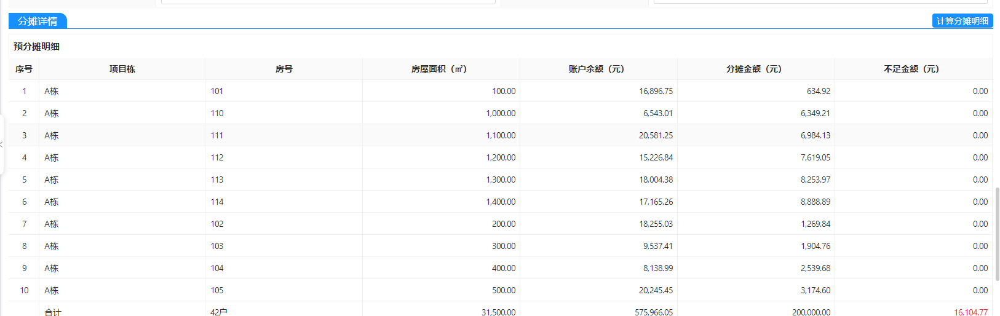 分摊详情 计算分摊明细
预分摊明细
序号 项目栋 房号 房屋面积（㎡） 账户余额（元） 分摊金额（元） 不足金额（元）
1 A栋 101 100.00 16,896.75 634.92 0.00
2 A栋 110 1,000.00 6,543.01 6,349.21 0.00
3 A栋 111 1,100.00 20,581.25 6,984.13 0.00
4 A栋 112 1,200.00 15,226.84 7,619.05 0.00
5 A栋 113 1,300.00 18,004.38 8,253.97 0.00
6 A栋 114 1,400.00 17,165.26 8,888.89 0.00
7 A栋 102 200.00 18,255.03 1,269.84 0.00
8 A栋 103 300.00 9,537.41 1,904.76 0.00
9 A栋 104 400.00 8,138.99 2,539.68 0.00
10 A栋 105 500.00 20,245.45 3,174.60 0.00
合计 42户 31,500.00 575,966.05 200,000.00 16,104.77